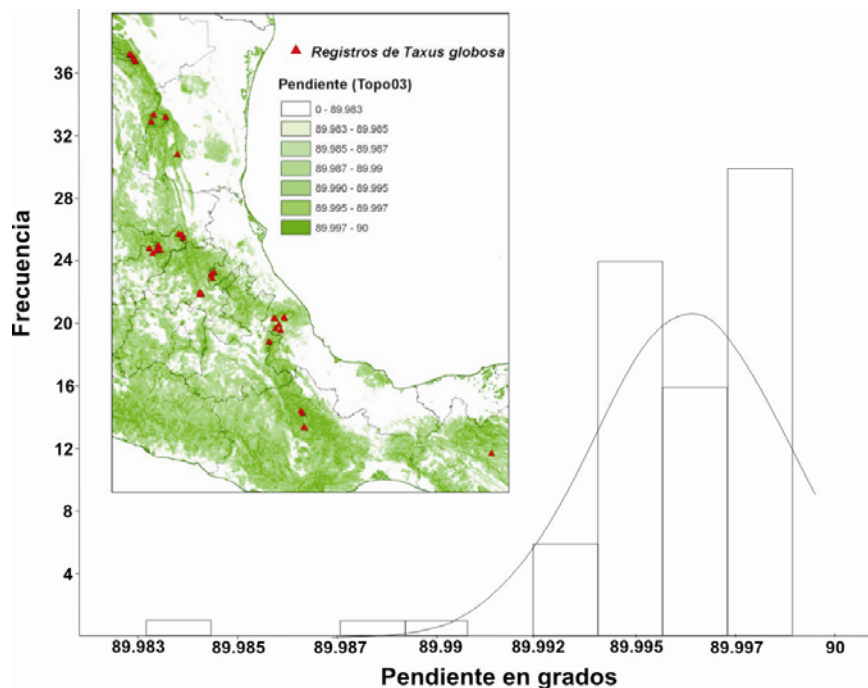 Registros de Taxus globosa
Pendiente (Topo03)
0 - 89.983
89.983 - 89.985
89.985 - 89.987
89.987 - 89.99
89.990 - 89.995
89.995 - 89.997
89.997 - 90
Frecuencia
36
32
28
24
20
16
12
8
4
89.983 89.985 89.987 89.99 89.992 89.995 89.997 90
Pendiente en grados